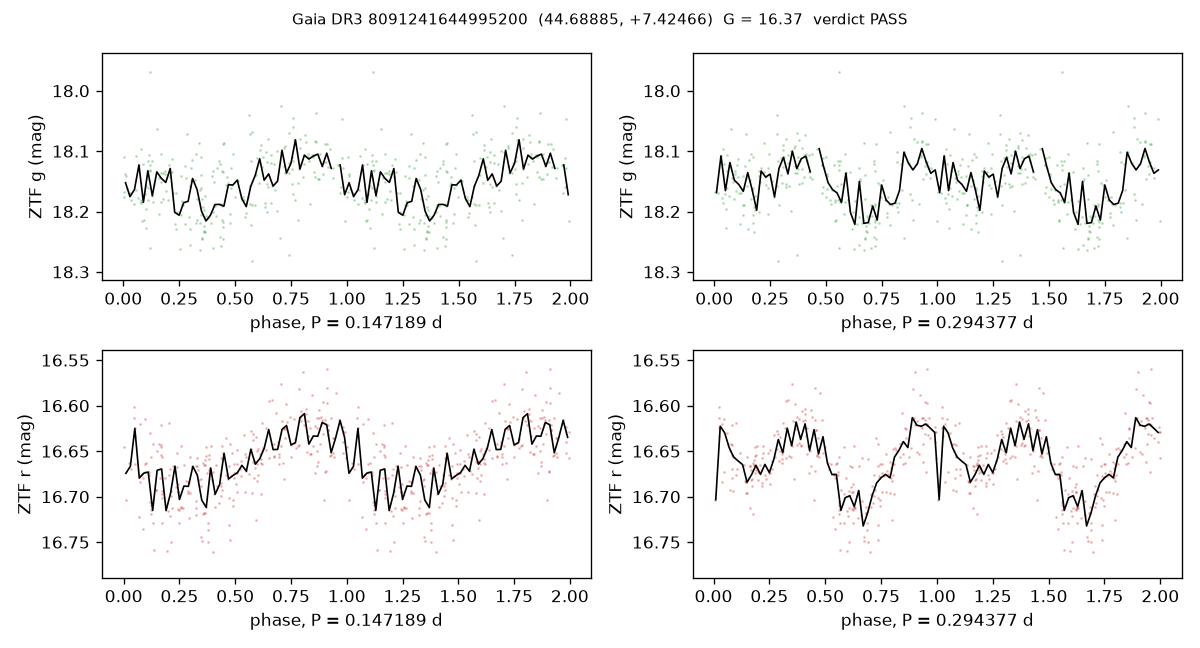 Gaia DR3 8091241644995200 (44.68885, +7.42466) G = 16.37 verdict PASS
ZTF g (mag)
18.0
18.1
18.2
18.3
0.00 0.25 0.50 0.75 1.00 1.25 1.50 1.75 2.00
phase, P = 0.147189 d
ZTF g (mag)
18.0
18.1
18.2
18.3
0.00 0.25 0.50 0.75 1.00 1.25 1.50 1.75 2.00
phase, P = 0.294377 d
ZTF r (mag)
16.55
16.60
16.65
16.70
16.75
0.00 0.25 0.50 0.75 1.00 1.25 1.50 1.75 2.00
phase, P = 0.147189 d
ZTF r (mag)
16.55
16.60
16.65
16.70
16.75
0.00 0.25 0.50 0.75 1.00 1.25 1.50 1.75 2.00
phase, P = 0.294377 d